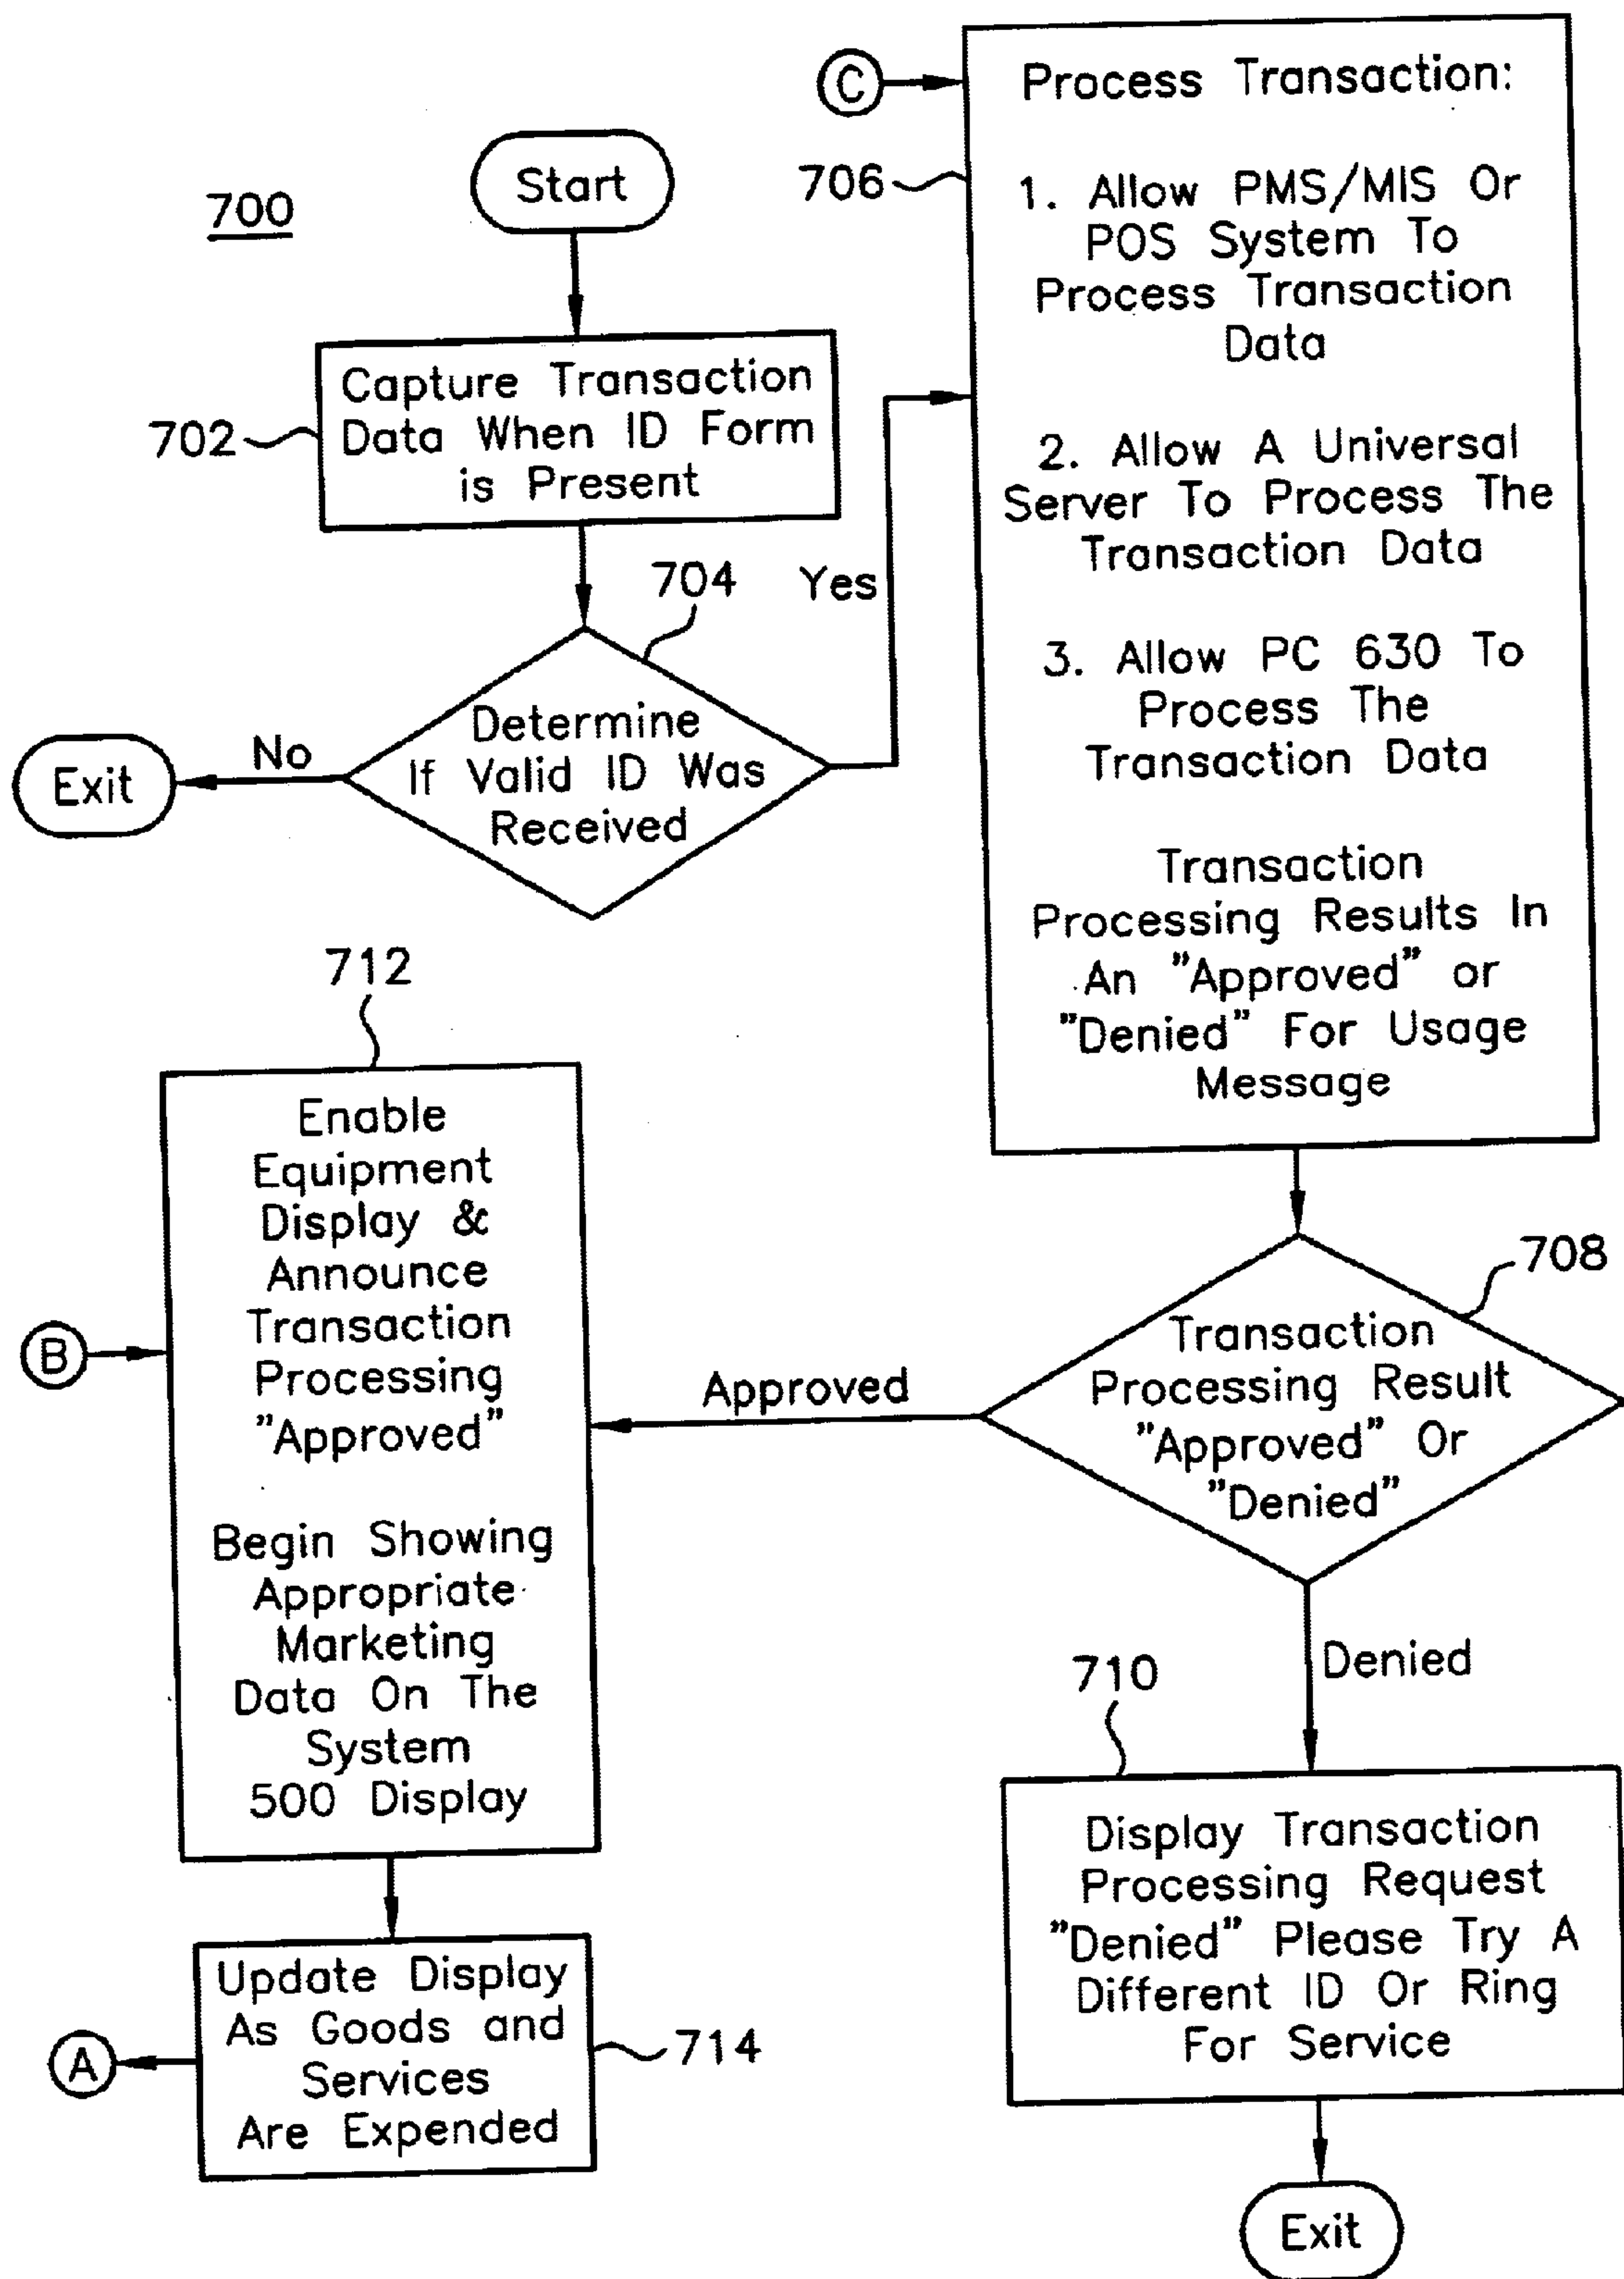 700
Start
702
Capture Transaction
Data When ID Form
is Present
704
Determine
If Valid ID Was
Received
No
Exit
Yes
C
706
Process Transaction:
1. Allow PMS/MIS Or
POS System To
Process Transaction
Data
2. Allow A Universal
Server To Process The
Transaction Data
3. Allow PC 630 To
Process The
Transaction Data
Transaction
Processing Results In
An "Approved" or
"Denied" For Usage
Message
708
Transaction
Processing Result
"Approved" Or
"Denied"
Approved
Denied
710
Display Transaction
Processing Request
"Denied" Please Try A
Different ID Or Ring
For Service
Exit
712
B
Enable
Equipment
Display &
Announce
Transaction
Processing
"Approved"
Begin Showing
Appropriate
Marketing
Data On The
System
500 Display
Update Display
As Goods and
Services
Are Expended
714
A